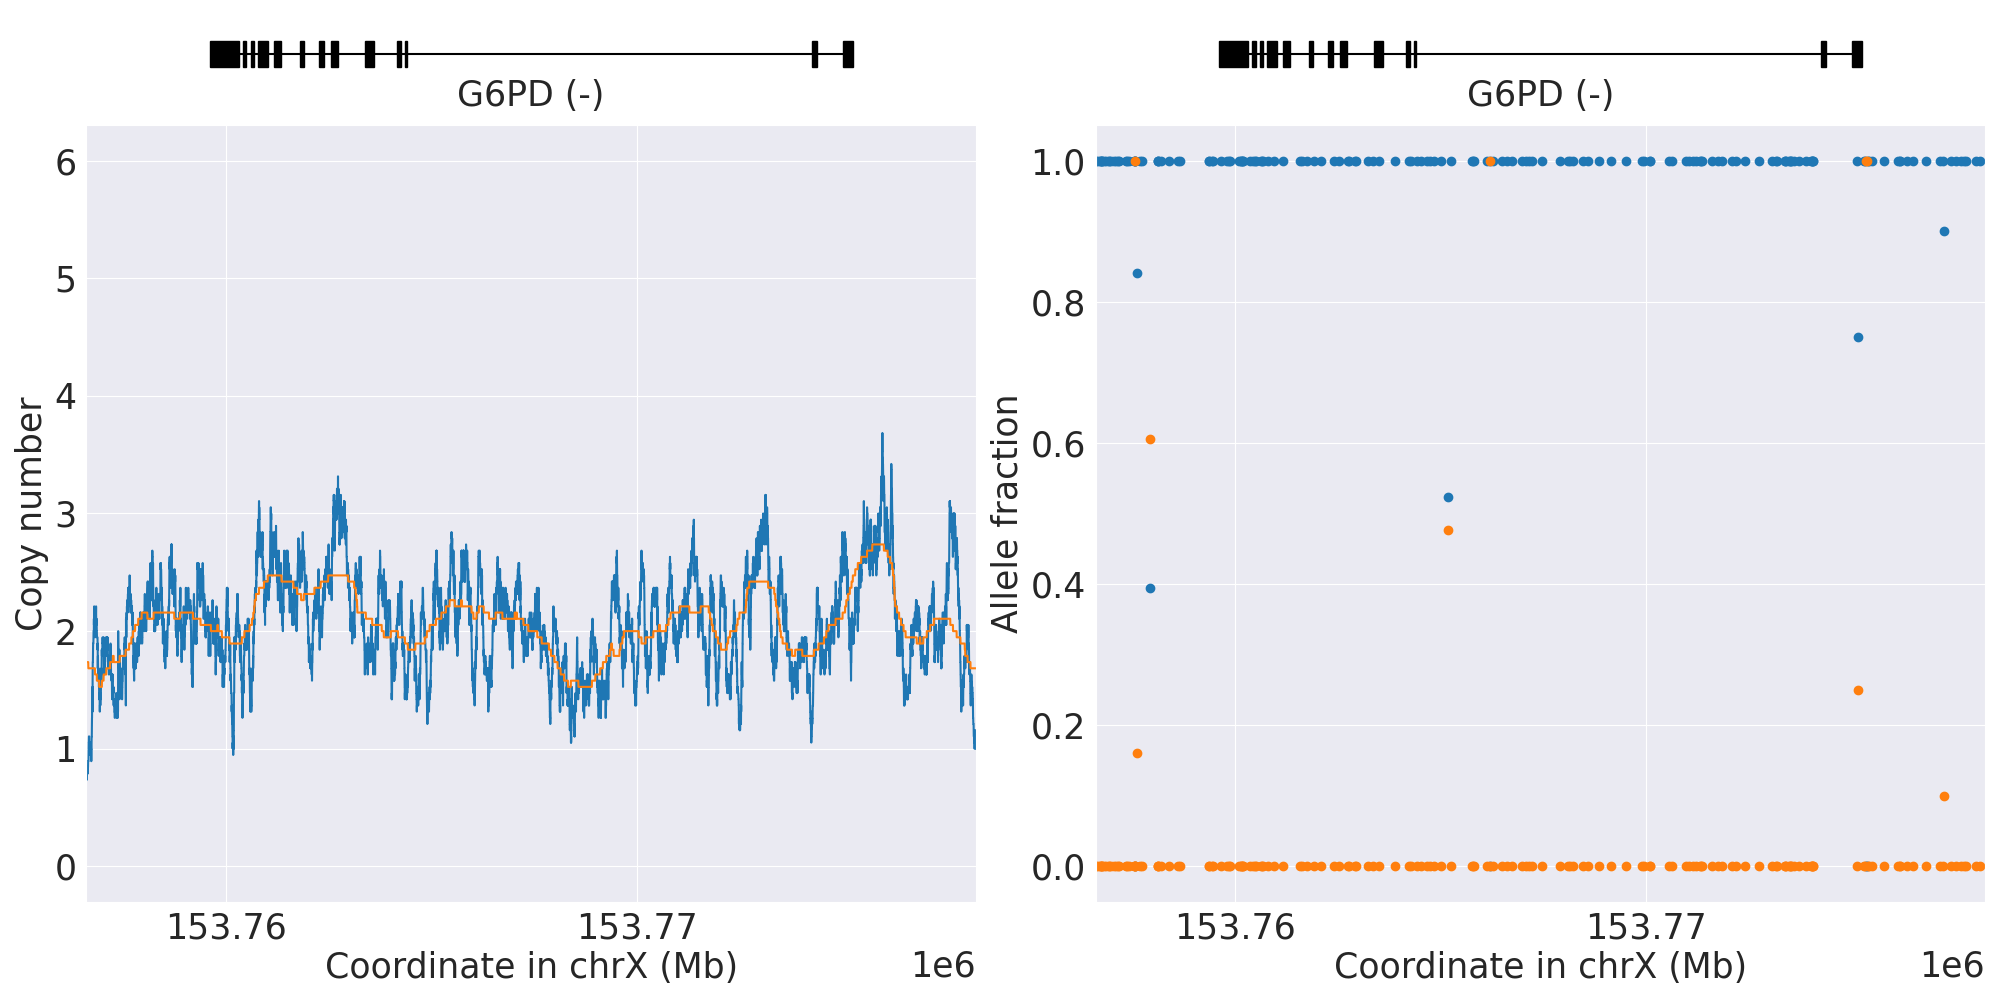 G6PD (-)
G6PD (-)
Copy number
6
5
4
3
2
1
0
153.76
153.77
Coordinate in chrX (Mb)
1e6
Allele fraction
1.0
0.8
0.6
0.4
0.2
0.0
153.76
153.77
Coordinate in chrX (Mb)
1e6